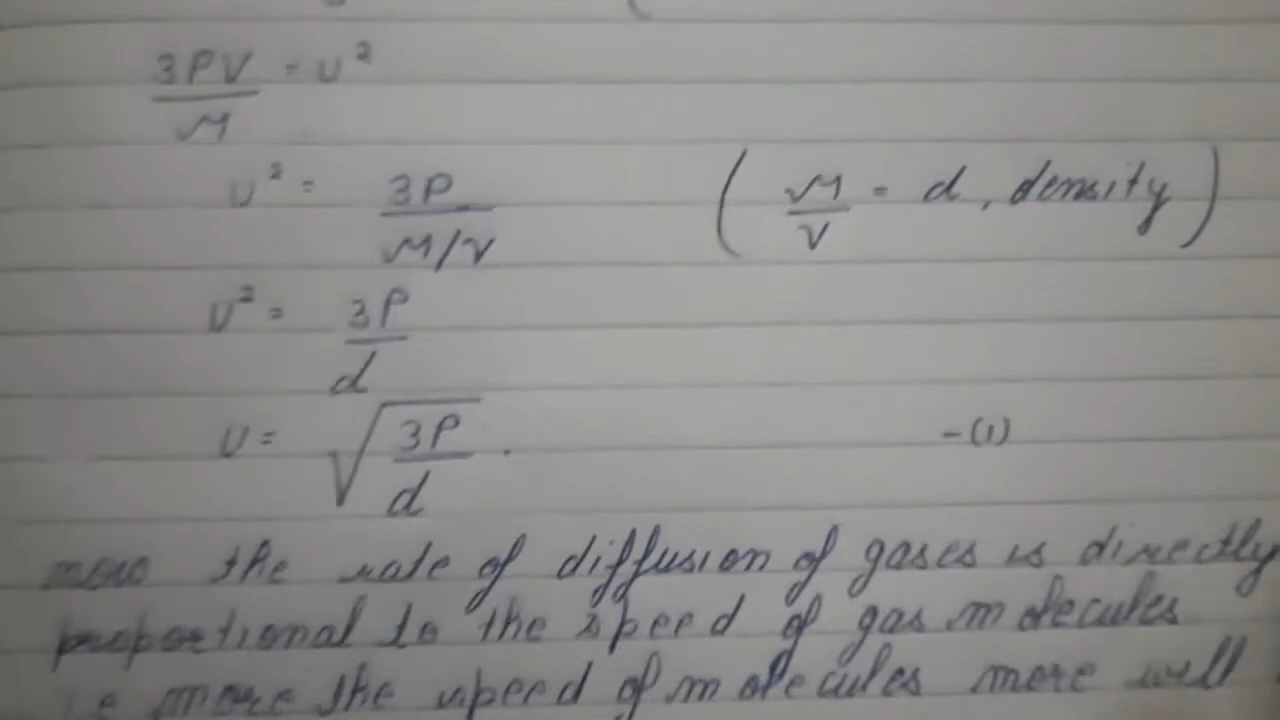 3PV/M = u²
u² = 3P / M/V ( M/V = d, density )
u² = 3P/d
u = √3P/d . -(1)
the rate of diffusion of gases is directly
proportional to the speed of gas molecules
more the speed of molecules more will